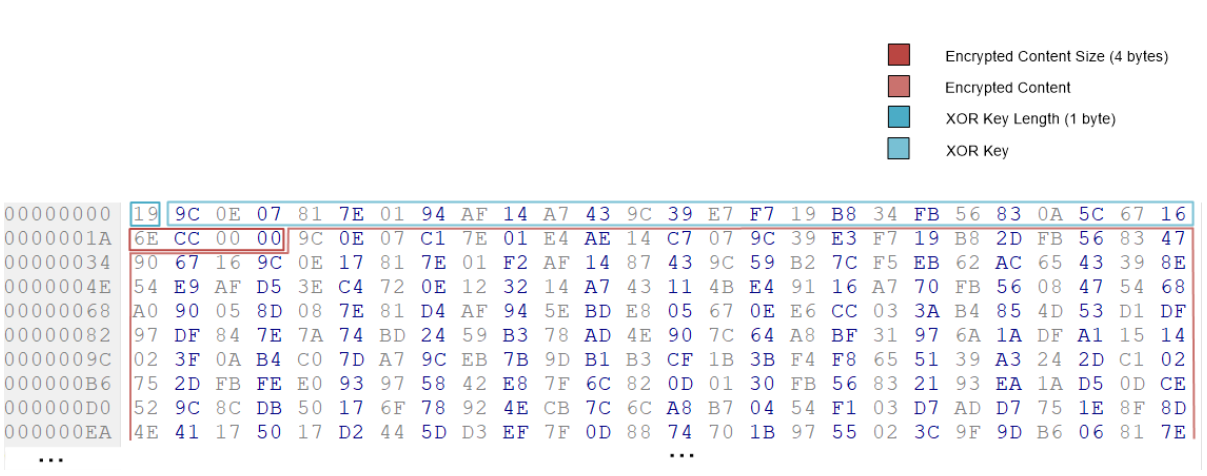 Encrypted Content Size (4 bytes)
Encrypted Content
XOR Key Length (1 byte)
XOR Key
00000000 19 9C 0E 07 81 7E 01 94 AF 14 A7 43 9C 39 E7 F7 19 B8 34 FB 56 83 0A 5C 67 16
0000001A 6E CC 00 00 9C 0E 07 C1 7E 01 E4 AE 14 C7 07 9C 39 E3 F7 19 B8 2D FB 56 83 47
00000034 90 67 16 9C 0E 17 81 7E 01 F2 AF 14 87 43 9C 59 B2 7C F5 EB 62 AC 65 43 39 8E
0000004E 54 E9 AF D5 3E C4 72 0E 12 32 14 A7 43 11 4B E4 91 16 A7 70 FB 56 08 47 54 68
00000068 A0 90 05 8D 08 7E 81 D4 AF 94 5E BD E8 05 67 0E E6 CC 03 3A B4 85 4D 53 D1 DF
00000082 97 DF 84 7E 7A 74 BD 24 59 B3 78 AD 4E 90 7C 64 A8 BF 31 97 6A 1A DF A1 15 14
0000009C 02 3F 0A B4 C0 7D A7 9C EB 7B 9D B1 B3 CF 1B 3B F4 F8 65 51 39 A3 24 2D C1 02
000000B6 75 2D FB FE E0 93 97 58 42 E8 7F 6C 82 0D 01 30 FB 56 83 21 93 EA 1A D5 0D CE
000000D0 52 9C 8C DB 50 17 6F 78 92 4E CB 7C 6C A8 B7 04 54 F1 03 D7 AD D7 75 1E 8F 8D
000000EA 4E 41 17 50 17 D2 44 5D D3 EF 7F 0D 88 74 70 1B 97 55 02 3C 9F 9D B6 06 81 7E
... ...